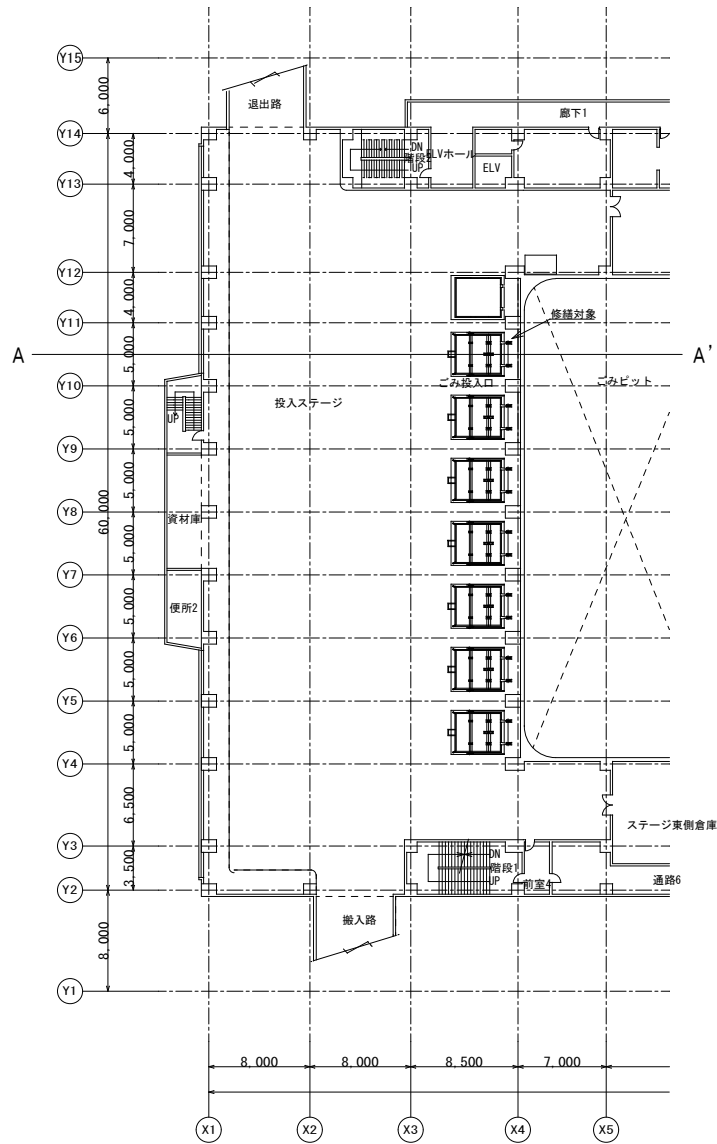 Y15
6,000
退出路
廊下1
Y14
DN
階段2
UP
ELVホール
ELV
4,000
Y13
7,000
Y12
4,000
修繕対象
Y11
A
A'
5,000
Y10
ごみ投入口
ごみピット
投入ステージ
UP
5,000
Y9
5,000
Y8
60,000
資材庫
5,000
Y7
便所2
5,000
Y6
5,000
Y5
5,000
Y4
6,500
ステージ東側倉庫
Y3
DN
階段1
UP
前室4
通路6
3,500
Y2
搬入路
8,000
Y1
8,000
8,000
8,500
7,000
X1
X2
X3
X4
X5